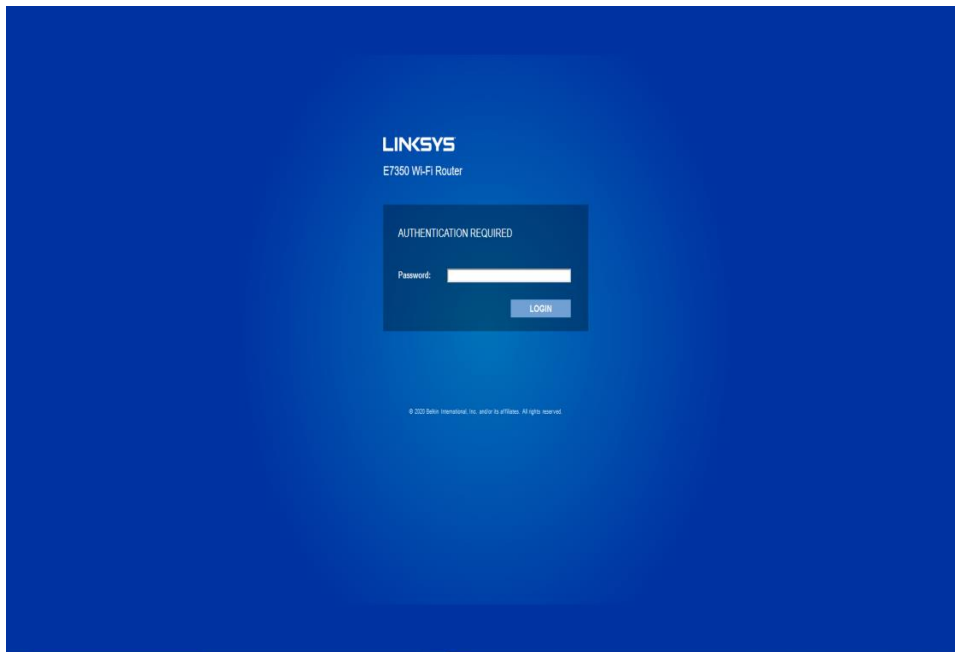 LINKSYS
E7350 Wi-Fi Router
AUTHENTICATION REQUIRED
Password:
LOGIN
© 2020 Belkin International, Inc. and/or its affiliates. All rights reserved.